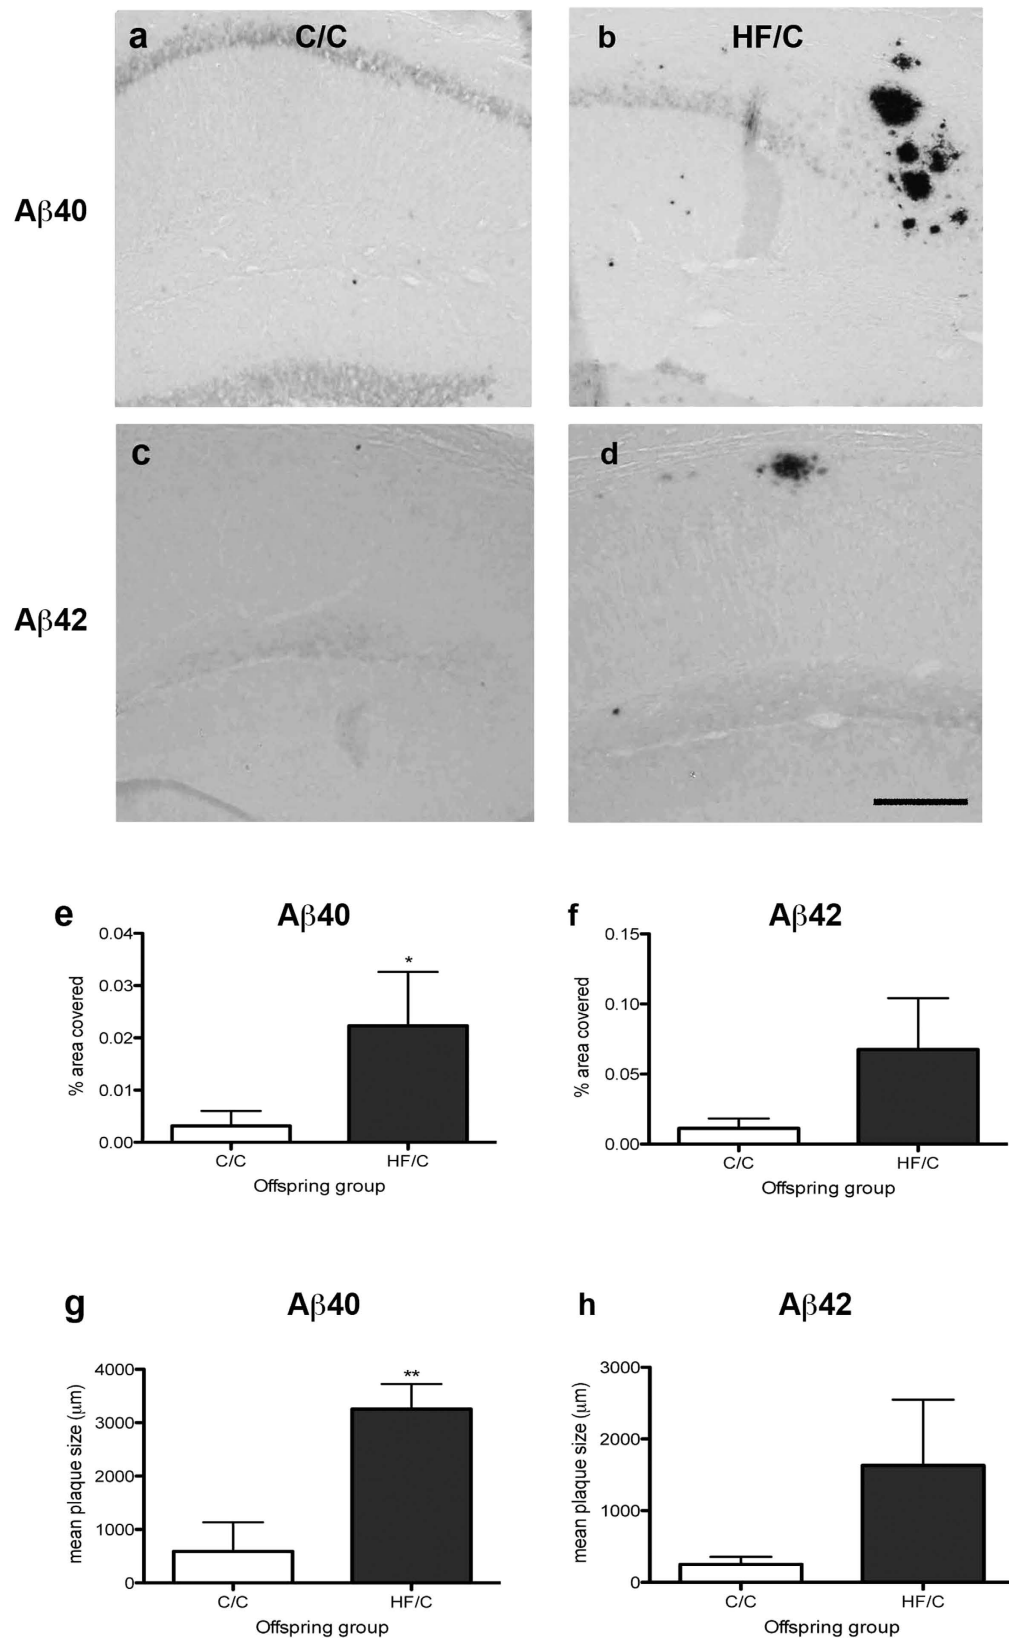 a C/C
b HF/C
Aβ40
c
d
Aβ42
e Aβ40
0.04
0.03
0.02
0.01
0.00
% area covered
*
C/C HF/C
Offspring group
f Aβ42
0.15
0.10
0.05
0.00
% area covered
C/C HF/C
Offspring group
g Aβ40
4000
3000
2000
1000
0
mean plaque size (μm)
**
C/C HF/C
Offspring group
h Aβ42
3000
2000
1000
0
mean plaque size (μm)
C/C HF/C
Offspring group